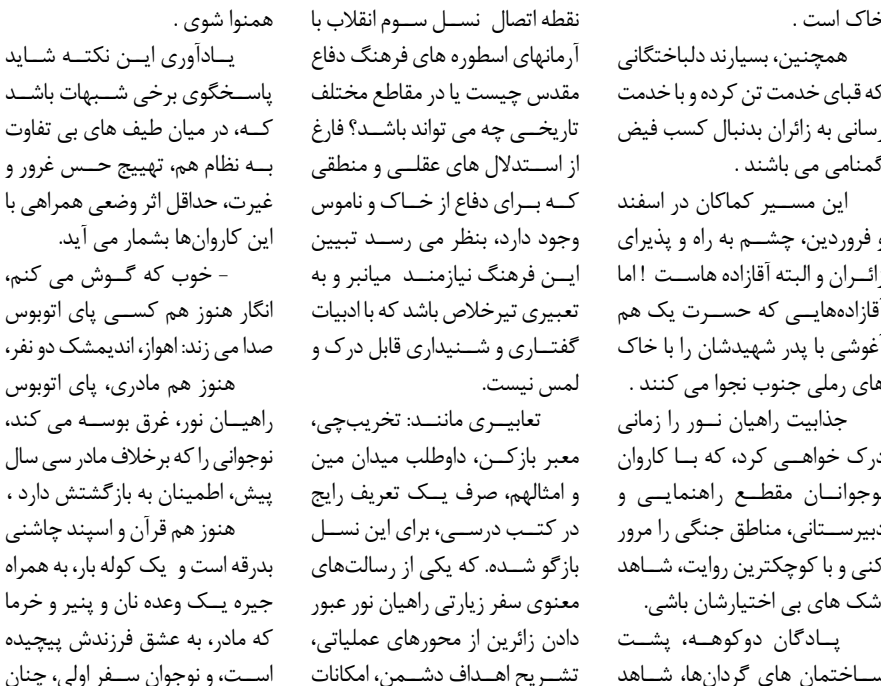 خاک است .
همچنین، بسیارند دلباختگانی
که قبای خدمت تن کرده و با خدمت
رسانی به زائران بدنبال کسب فیض
گمنامی می باشند .
این مسیر کماکان در اسفند
و فروردین، چشم به راه و پذیرای
زائران و البته آقازاده هاست ! اما
آقازاده‌هایی که حسرت یک هم
آغوشی با پدر شهیدشان را با خاک
های رملی جنوب نجوا می کنند .
جذابیت راهیان نور را زمانی
درک خواهی کرد، که با کاروان
نوجوانان مقطع راهنمایی و
دبیرستانی، مناطق جنگی را مرور
کنی و با کوچکترین روایت، شاهد
اشک های بی اختیارشان باشی.
پادگان دوکوهه، پشت
ساختمان های گردان‌ها، شاهد
نقطه اتصال نسل سوم انقلاب با
آرمانهای اسطوره های فرهنگ دفاع
مقدس چیست یا در مقاطع مختلف
تاریخی چه می تواند باشد؟ فارغ
از استدلال های عقلی و منطقی
که برای دفاع از خاک و ناموس
وجود دارد، بنظر می رسد تبیین
این فرهنگ نیازمند میانبر و به
تعبیری تیرخلاص باشد که با ادبیات
گفتاری و شنیداری قابل درک و
لمس نیست.
تعابیری مانند: تخریب‌چی،
معبر بازکن، داوطلب میدان مین
و امثالهم، صرف یک تعریف رایج
در کتب درسی، برای این نسل
بازگو شده. که یکی از رسالت‌های
معنوی سفر زیارتی راهیان نور عبور
دادن زائرین از محورهای عملیاتی،
تشریح اهداف دشمن، امکانات
همنوا شوی .
یادآوری این نکته شاید
پاسخگوی برخی شبهات باشد
که، در میان طیف های بی تفاوت
به نظام هم، تهییج حس غرور و
غیرت، حداقل اثر وضعی همراهی با
این کاروان‌ها بشمار می آید.
- خوب که گوش می کنم،
انگار هنوز هم کسی پای اتوبوس
صدا می زند: اهواز، اندیمشک دو نفر،
هنوز هم مادری، پای اتوبوس
راهیان نور، غرق بوسه می کند،
نوجوانی را که برخلاف مادر سی سال
پیش، اطمینان به بازگشتش دارد ،
هنوز هم قرآن و اسپند چاشنی
بدرقه است و یک کوله بار، به همراه
جیره یک وعده نان و پنیر و خرما
که مادر، به عشق فرزندش پیچیده
است، و نوجوان سفر اولی، چنان